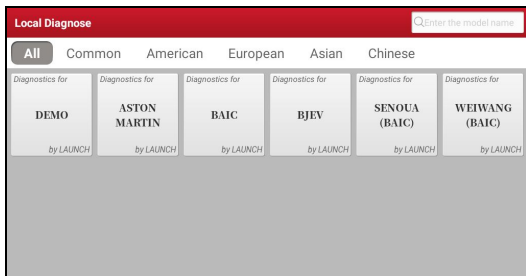 Local Diagnose
Enter the model name
All Common American European Asian Chinese
Diagnostics for
DEMO
by LAUNCH
Diagnostics for
ASTON
MARTIN
by LAUNCH
Diagnostics for
BAIC
by LAUNCH
Diagnostics for
BJEV
by LAUNCH
Diagnostics for
SENOUA
(BAIC)
by LAUNCH
Diagnostics for
WEIWANG
(BAIC)
by LAUNCH